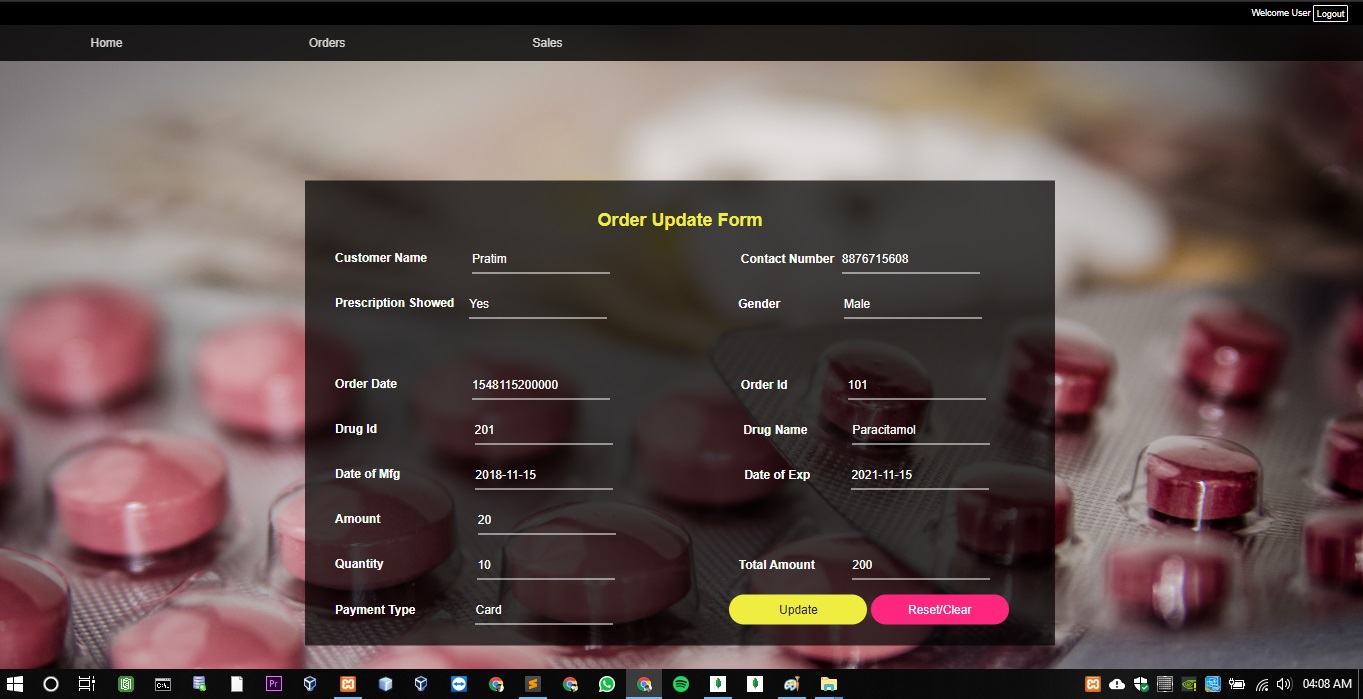 Welcome User Logout
Home Orders Sales
Order Update Form
Customer Name Pratim Contact Number 8876715608
Prescription Showed Yes Gender Male
Order Date 1548115200000 Order Id 101
Drug Id 201 Drug Name Paracitamol
Date of Mfg 2018-11-15 Date of Exp 2021-11-15
Amount 20
Quantity 10 Total Amount 200
Payment Type Card Update Reset/Clear
Pr 04:08 AM